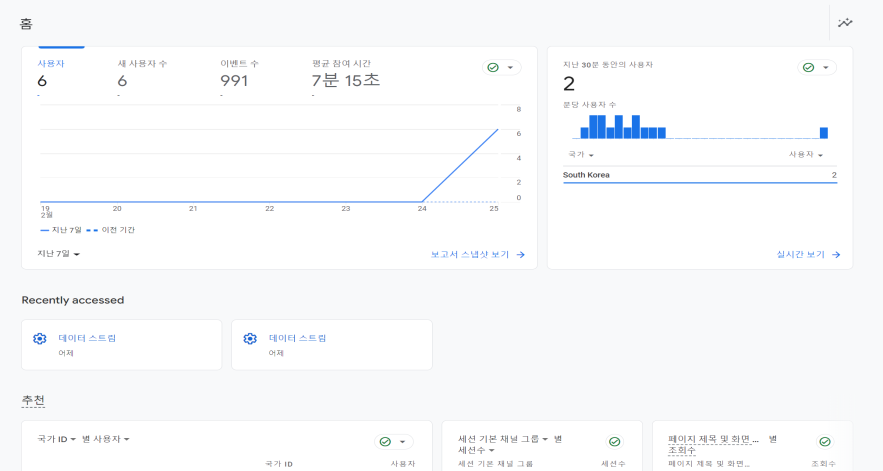 홈
사용자
6
-
새 사용자 수
6
-
이벤트 수
991
-
평균 참여 시간
7분 15초
-
8
6
4
2
0
19
2월
20
21
22
23
24
25
지난 7일
이전 기간
지난 7일
보고서 스냅샷 보기
지난 30분 동안의 사용자
2
분당 사용자 수
국가
사용자
South Korea
2
실시간 보기
Recently accessed
데이터 스트림
어제
데이터 스트림
어제
추천
국가 ID 별 사용자
국가 ID
사용자
세션 기본 채널 그룹 별
세션수
세션 기본 채널 그룹
세션수
페이지 제목 및 화면... 별
조회수
페이지 제목 및 화면...
조회수